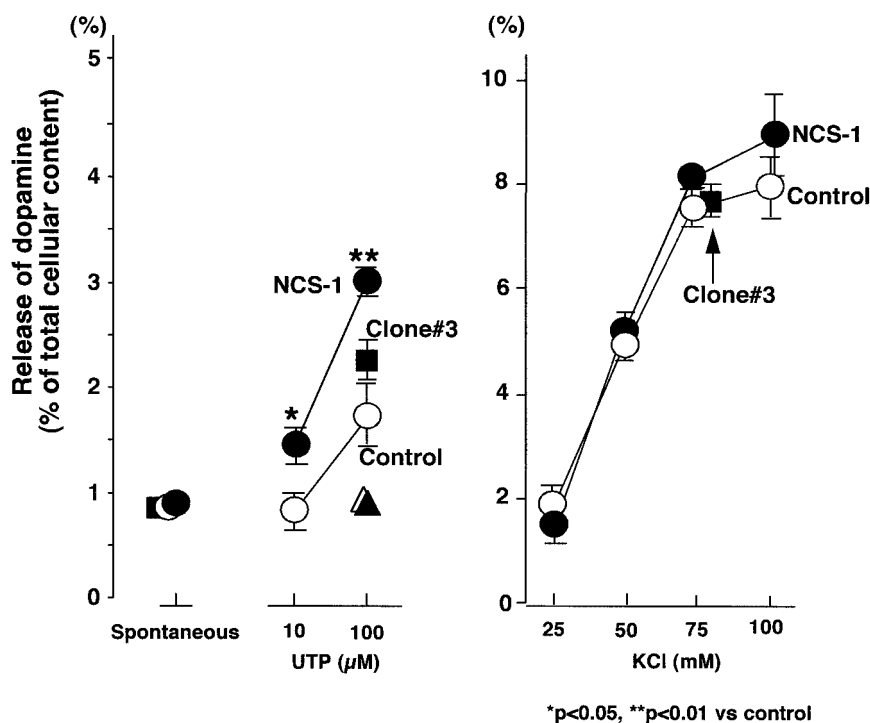 (%)
Release of dopamine
(% of total cellular content)
5
4
3
2
1
0
NCS-1
**
Clone#3
*
Control
Spontaneous
10
100
UTP (µM)
(%)
10
8
6
4
2
0
NCS-1
Control
Clone#3
25
50
75
100
KCl (mM)
*p<0.05, **p<0.01 vs control